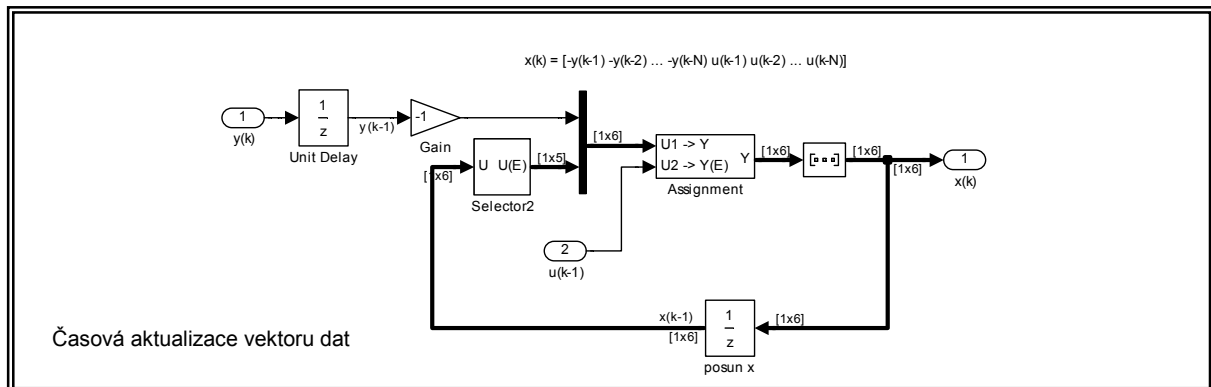 x(k) = [-y(k-1) -y(k-2) ... -y(k-N) u(k-1) u(k-2) ... u(k-N)]
1
y(k)
1
z
Unit Delay
y(k-1)
-1
Gain
[1x6]
U U(E)
Selector2
[1x5]
[1x6]
U1 -> Y
U2 -> Y(E)
Y
Assignment
[1x6]
[1x6]
[1x6]
1
x(k)
2
u(k-1)
x(k-1)
[1x6]
1
z
posun x
[1x6]
Časová aktualizace vektoru dat